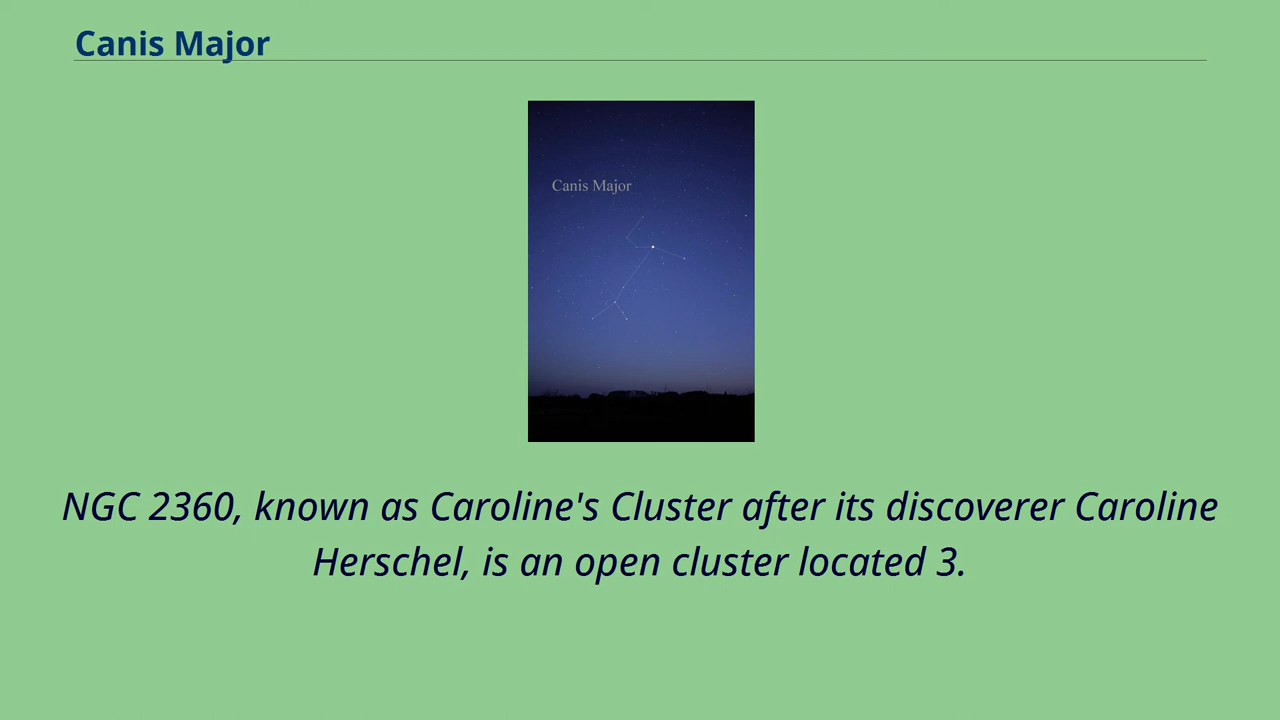 Canis Major
Canis Major
NGC 2360, known as Caroline's Cluster after its discoverer Caroline
Herschel, is an open cluster located 3.